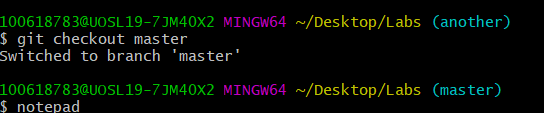 100618783@UOSL19-7JM40X2 MINGW64 ~/Desktop/Labs (another)
$ git checkout master
Switched to branch 'master'
100618783@UOSL19-7JM40X2 MINGW64 ~/Desktop/Labs (master)
$ notepad